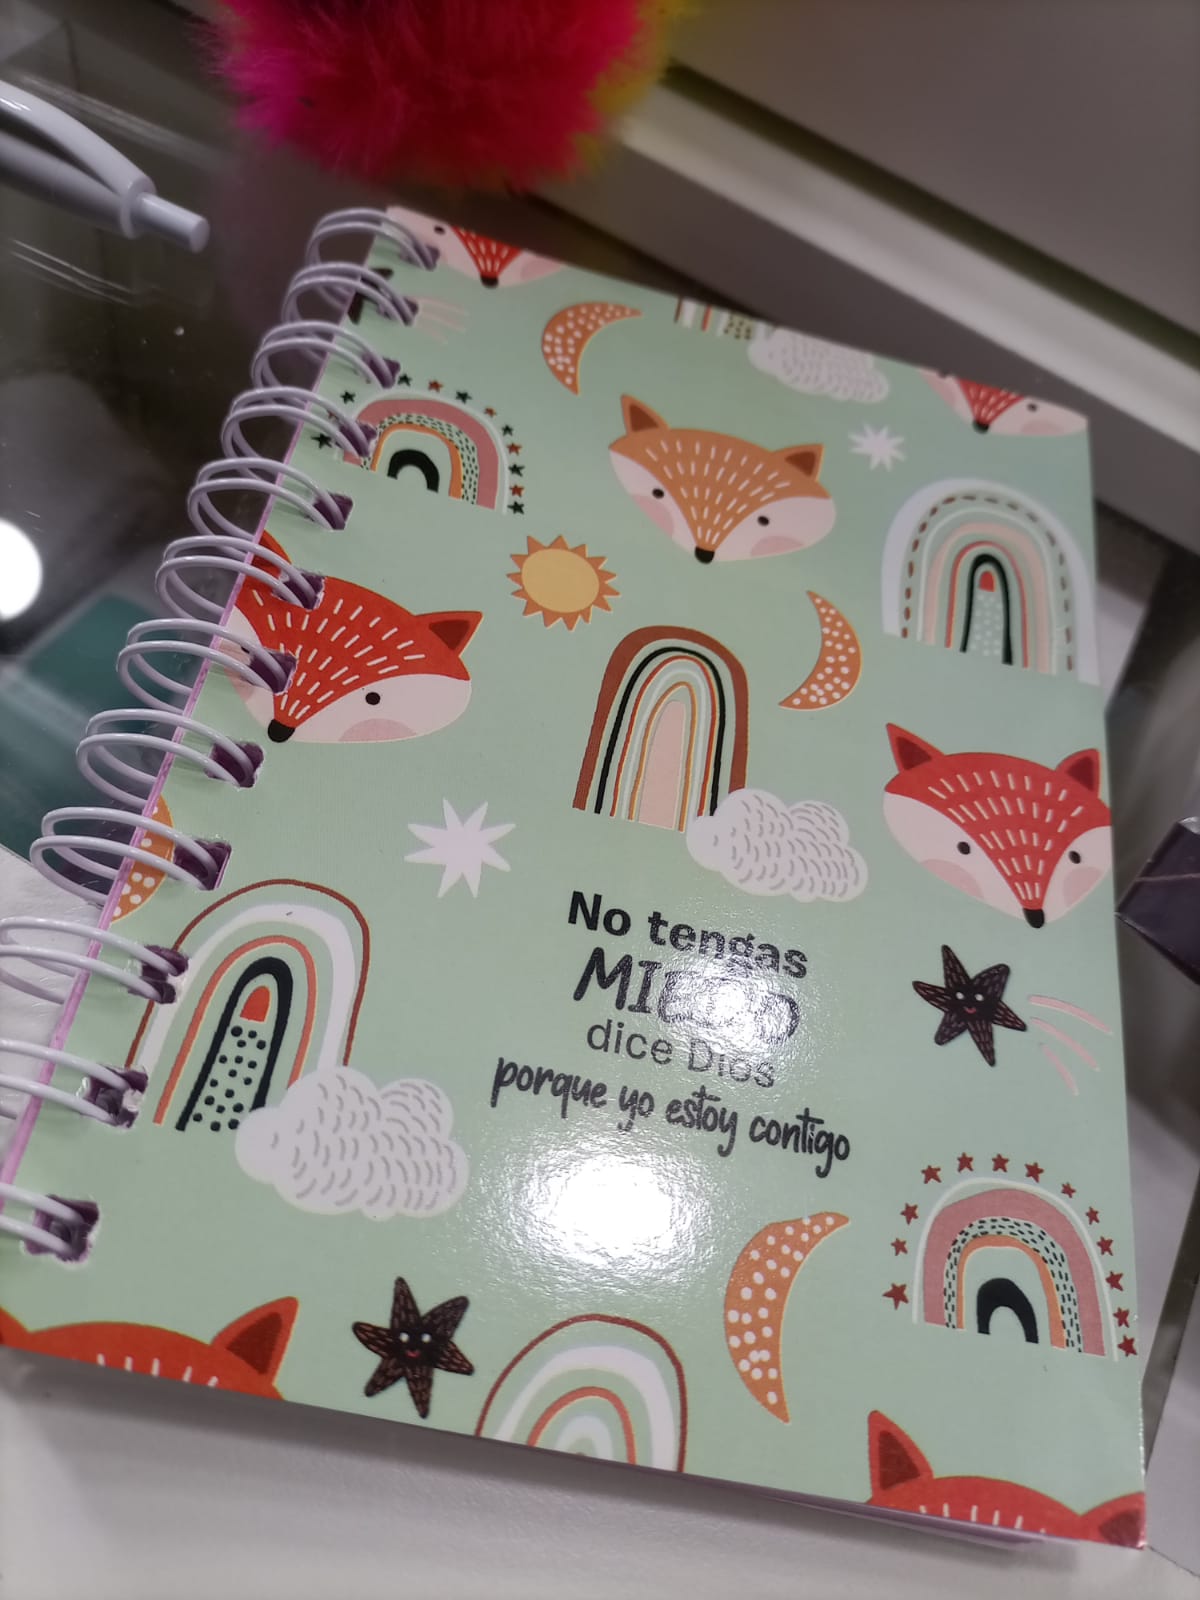 No tengas
MIEDO
dice Dios
porque yo estoy contigo